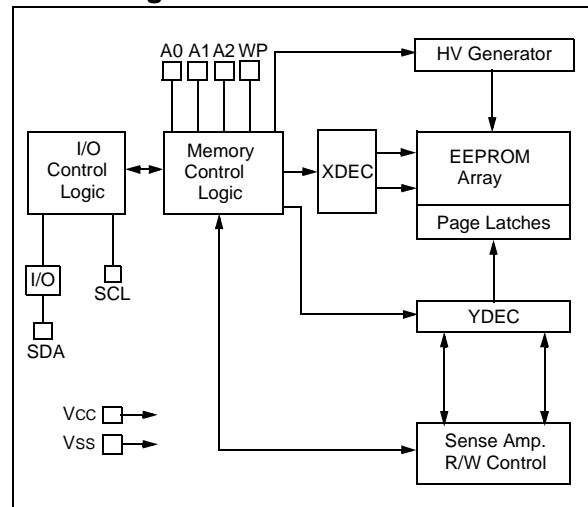 A0 A1 A2 WP
HV Generator
I/O
Control
Logic
Memory
Control
Logic
XDEC
EEPROM
Array
Page Latches
I/O
SCL
SDA
YDEC
Vcc
Vss
Sense Amp.
R/W Control